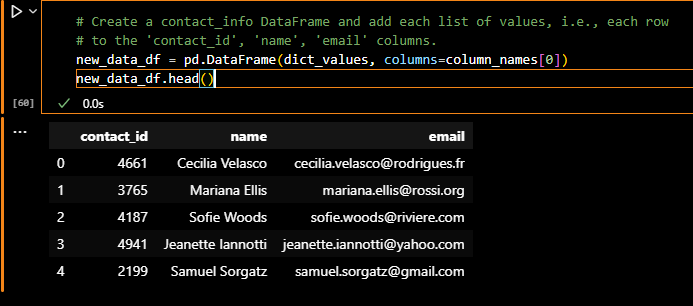 # Create a contact_info DataFrame and add each list of values, i.e., each row
# to the 'contact_id', 'name', 'email' columns.
new_data_df = pd.DataFrame(dict_values, columns=column_names[0])
new_data_df.head()
[60]
0.0s
...
contact_id name email
0 4661 Cecilia Velasco cecilia.velasco@rodrigues.fr
1 3765 Mariana Ellis mariana.ellis@rossi.org
2 4187 Sofie Woods sofie.woods@riviere.com
3 4941 Jeanette Iannotti jeanette.iannotti@yahoo.com
4 2199 Samuel Sorgatz samuel.sorgatz@gmail.com